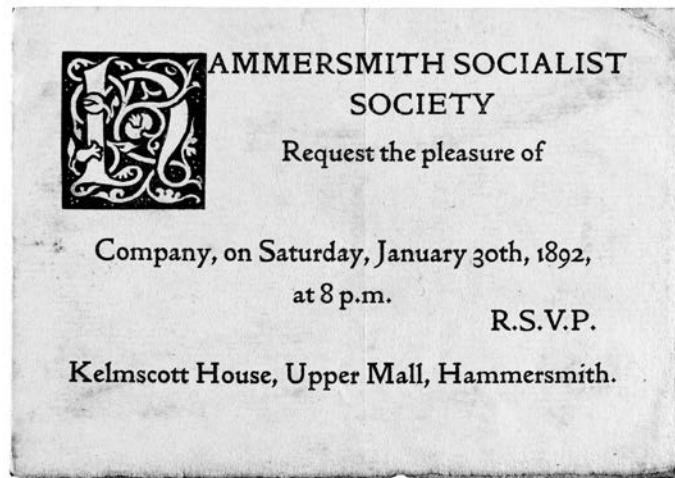 HAMMERSMITH SOCIALIST
SOCIETY
Request the pleasure of
Company, on Saturday, January 30th, 1892,
at 8 p.m.
R.S.V.P.
Kelmscott House, Upper Mall, Hammersmith.